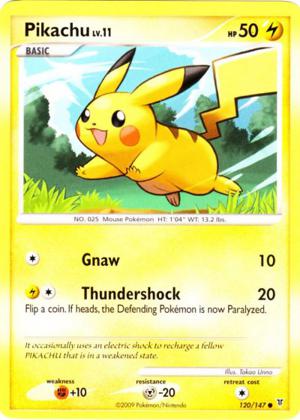 Pikachu LV.11 HP 50
BASIC
NO. 025 Mouse Pokémon HT: 1'04" WT: 13.2 lbs.
Gnaw 10
Thundershock 20
Flip a coin. If heads, the Defending Pokémon is now Paralyzed.
Illus. Takao Unno
It occasionally uses an electric shock to recharge a fellow
PIKACHU that is in a weakened state.
weakness resistance retreat cost
+10 -20
©2009 Pokémon/Nintendo 120/147